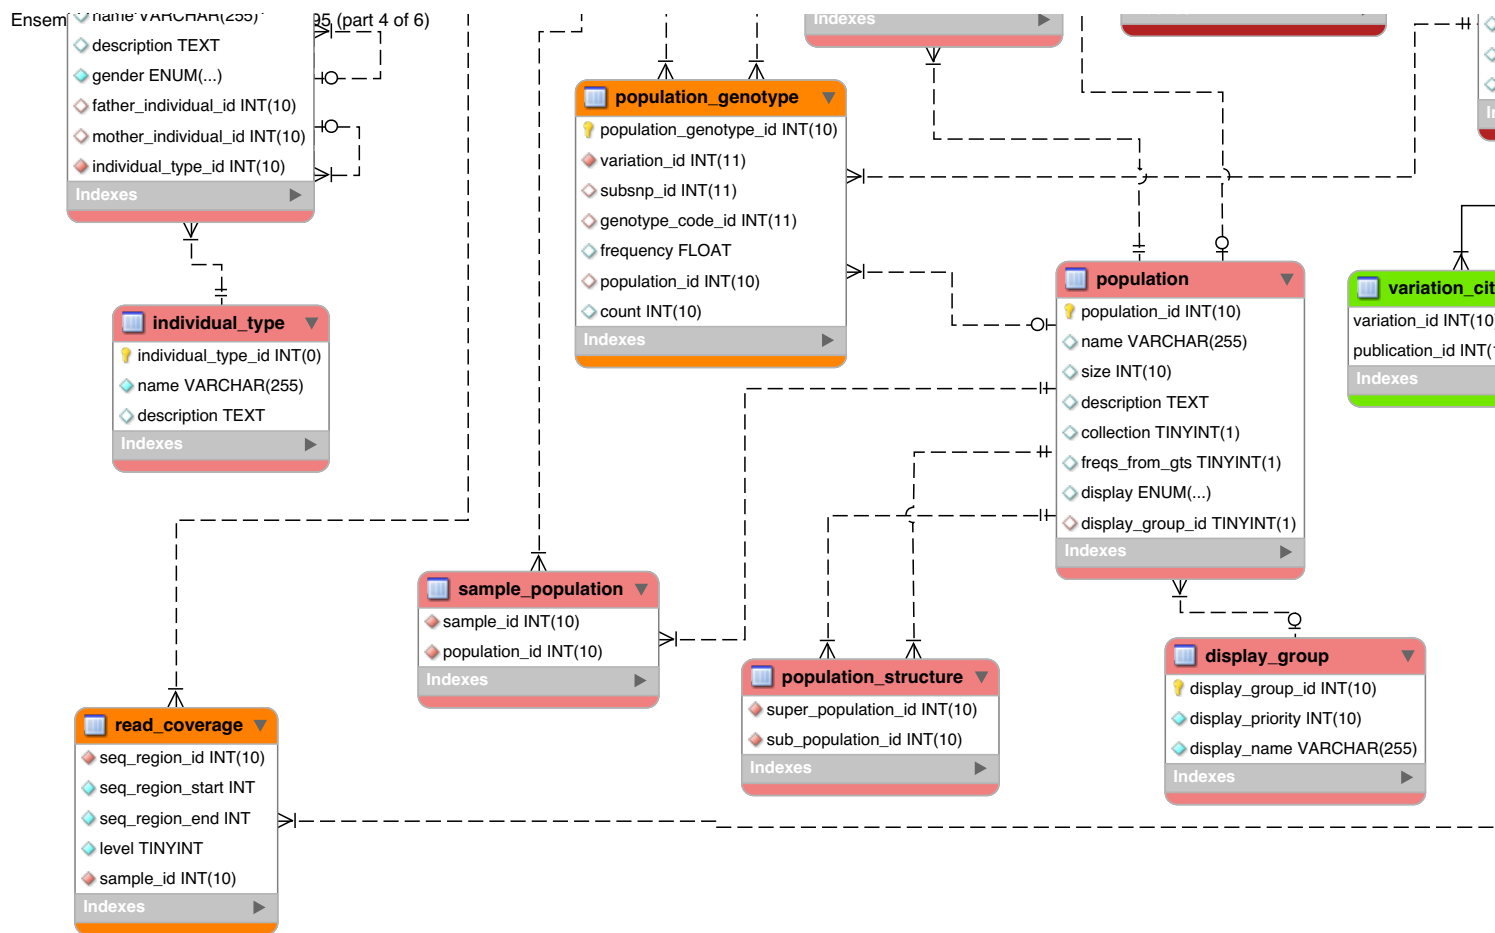 Ensem
95 (part 4 of 6)
name VARCHAR(255)
description TEXT
gender ENUM(...)
father_individual_id INT(10)
mother_individual_id INT(10)
individual_type_id INT(10)
Indexes
individual_type
individual_type_id INT(0)
name VARCHAR(255)
description TEXT
Indexes
read_coverage
seq_region_id INT(10)
seq_region_start INT
seq_region_end INT
level TINYINT
sample_id INT(10)
Indexes
sample_population
sample_id INT(10)
population_id INT(10)
Indexes
population_genotype
population_genotype_id INT(10)
variation_id INT(11)
subsnp_id INT(11)
genotype_code_id INT(11)
frequency FLOAT
population_id INT(10)
count INT(10)
Indexes
Indexes
population_structure
super_population_id INT(10)
sub_population_id INT(10)
Indexes
population
population_id INT(10)
name VARCHAR(255)
size INT(10)
description TEXT
collection TINYINT(1)
freqs_from_gts TINYINT(1)
display ENUM(...)
display_group_id TINYINT(1)
Indexes
display_group
display_group_id INT(10)
display_priority INT(10)
display_name VARCHAR(255)
Indexes
variation_cit
variation_id INT(10
publication_id INT(
Indexes